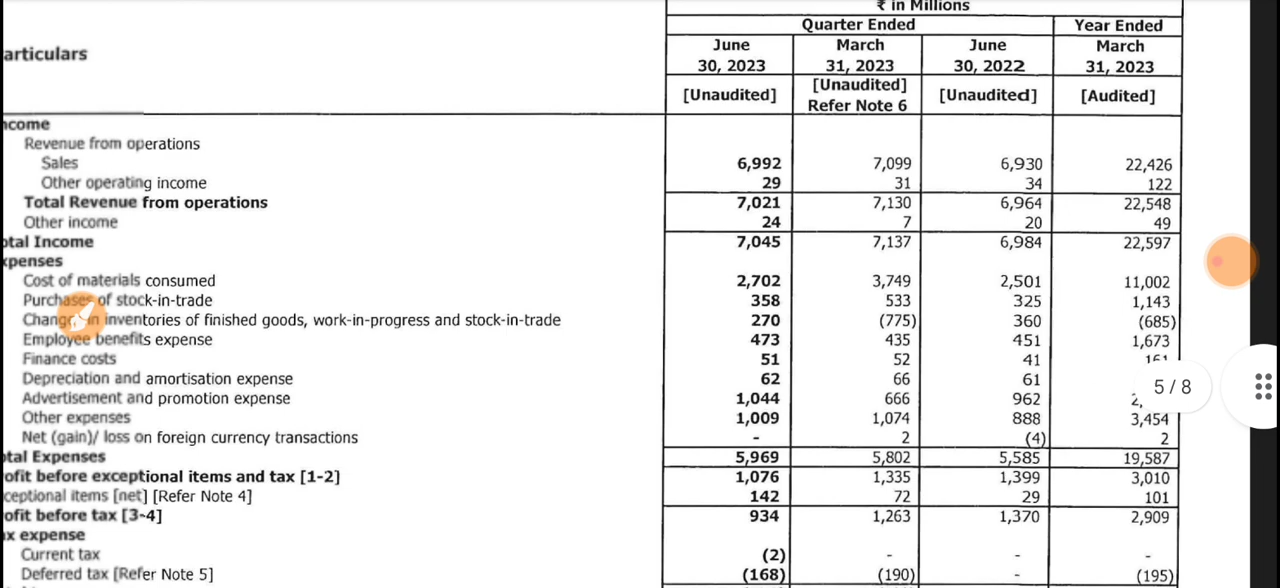 ₹ in Millions
Quarter Ended Year Ended
articulars June 30, 2023 March 31, 2023 June 30, 2022 March 31, 2023
[Unaudited] [Unaudited] Refer Note 6 [Unaudited] [Audited]
ncome
Revenue from operations
Sales 6,992 7,099 6,930 22,426
Other operating income 29 31 34 122
Total Revenue from operations 7,021 7,130 6,964 22,548
Other income 24 7 20 49
otal Income 7,045 7,137 6,984 22,597
xpenses
Cost of materials consumed 2,702 3,749 2,501 11,002
Purchases of stock-in-trade 358 533 325 1,143
in inventories of finished goods, work-in-progress and stock-in-trade 270 (775) 360 (685)
Employee benefits expense 473 435 451 1,673
Finance costs 51 52 41
Depreciation and amortisation expense 62 66 61
5 / 8
Advertisement and promotion expense 1,044 666 962 2,
Other expenses 1,009 1,074 888 3,454
Net (gain)/ loss on foreign currency transactions - 2 (4) 2
tal Expenses 5,969 5,802 5,585 19,587
ofit before exceptional items and tax [1-2] 1,076 1,335 1,399 3,010
ceptional items [net] [Refer Note 4] 142 72 29 101
ofit before tax [3-4] 934 1,263 1,370 2,909
x expense
Current tax (2) - - -
Deferred tax [Refer Note 5] (168) (190) - (195)